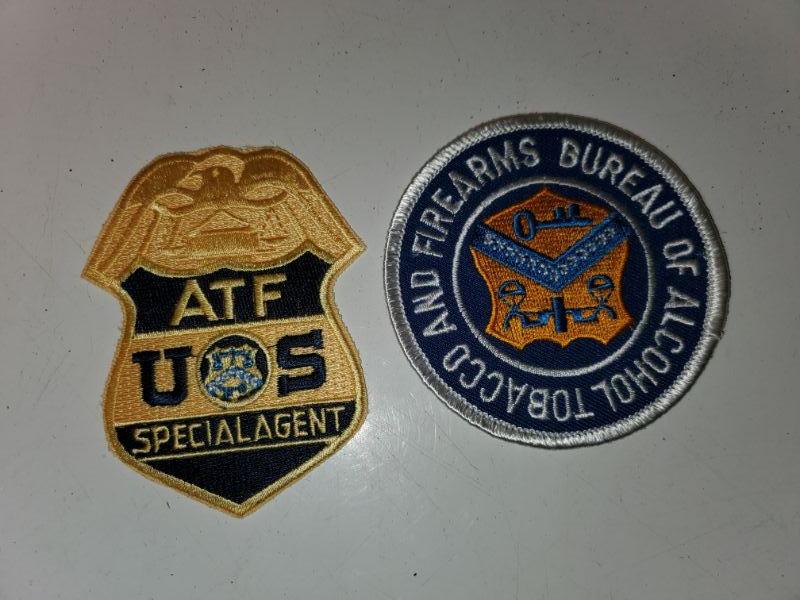 ATF
U S
SPECIAL AGENT
BUREAU OF ALCOHOL TOBACCO AND FIREARMS